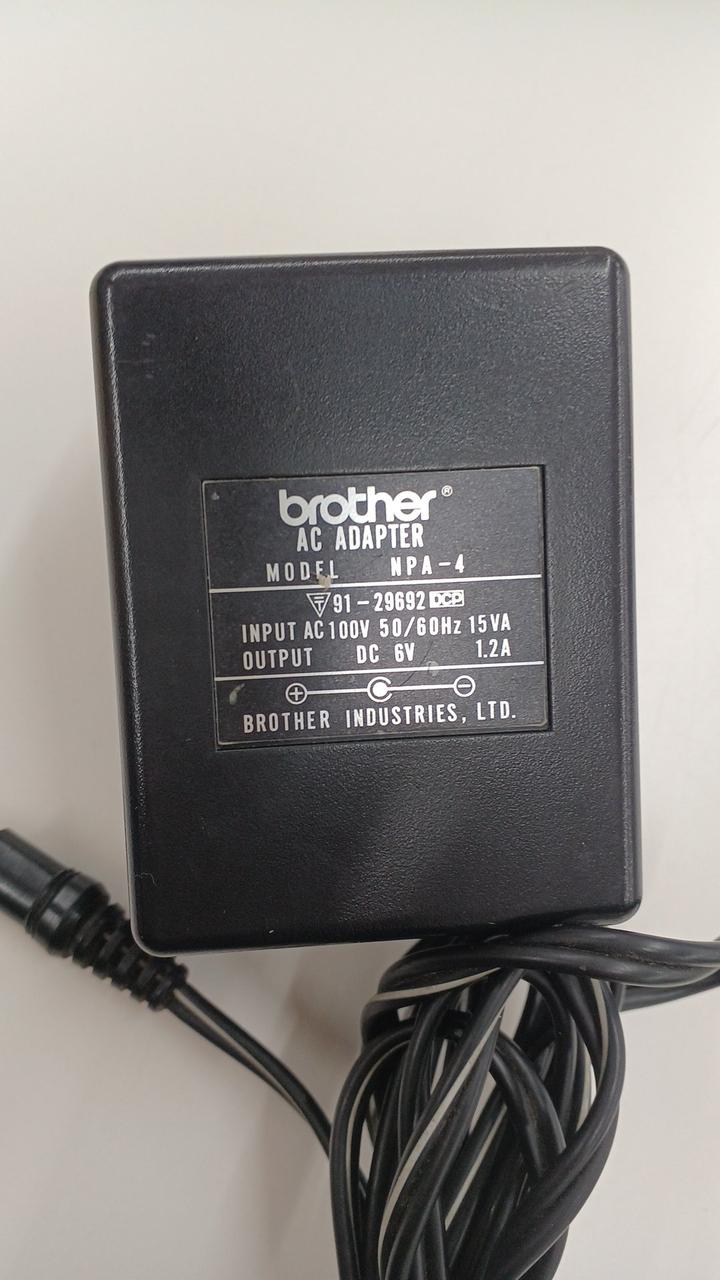 brother®
AC ADAPTER
MODEL NPA-4
91-29692 DCP
INPUT AC100V 50/60Hz 15VA
OUTPUT DC 6V 1.2A
BROTHER INDUSTRIES, LTD.